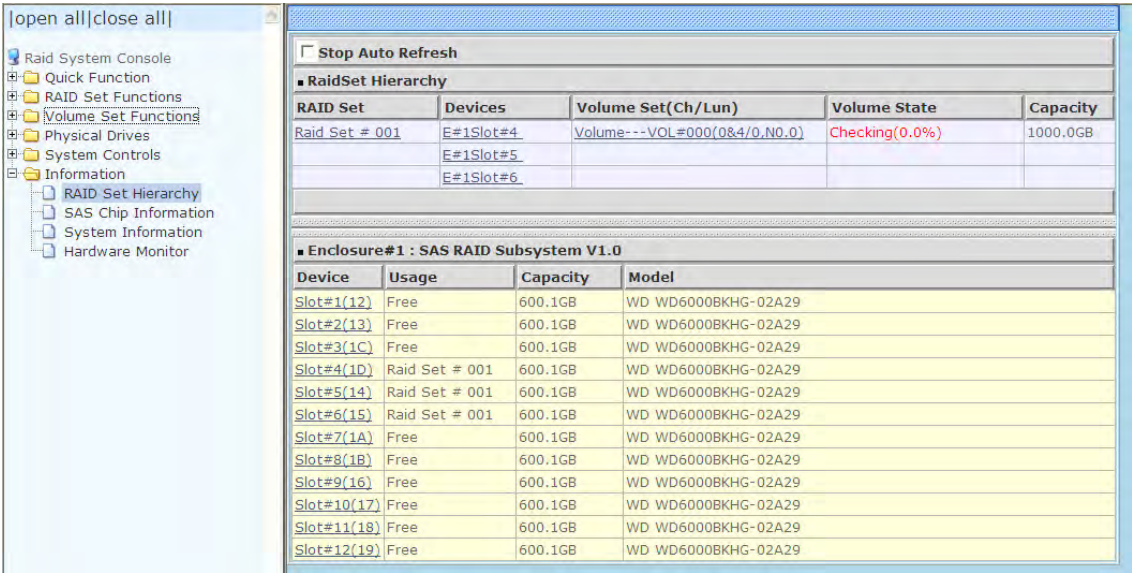 |open all|close all|
Raid System Console
Quick Function
RAID Set Functions
Volume Set Functions
Physical Drives
System Controls
Information
RAID Set Hierarchy
SAS Chip Information
System Information
Hardware Monitor
Stop Auto Refresh
RaidSet Hierarchy
RAID Set Devices Volume Set(Ch/Lun) Volume State Capacity
Raid Set # 001 E#1Slot#4 Volume---VOL#000(0&4/0,N0.0) Checking(0.0%) 1000.0GB
E#1Slot#5
E#1Slot#6
Enclosure#1 : SAS RAID Subsystem V1.0
Device Usage Capacity Model
Slot#1(12) Free 600.1GB WD WD6000BKHG-02A29
Slot#2(13) Free 600.1GB WD WD6000BKHG-02A29
Slot#3(1C) Free 600.1GB WD WD6000BKHG-02A29
Slot#4(1D) Raid Set # 001 600.1GB WD WD6000BKHG-02A29
Slot#5(14) Raid Set # 001 600.1GB WD WD6000BKHG-02A29
Slot#6(15) Raid Set # 001 600.1GB WD WD6000BKHG-02A29
Slot#7(1A) Free 600.1GB WD WD6000BKHG-02A29
Slot#8(1B) Free 600.1GB WD WD6000BKHG-02A29
Slot#9(16) Free 600.1GB WD WD6000BKHG-02A29
Slot#10(17) Free 600.1GB WD WD6000BKHG-02A29
Slot#11(18) Free 600.1GB WD WD6000BKHG-02A29
Slot#12(19) Free 600.1GB WD WD6000BKHG-02A29